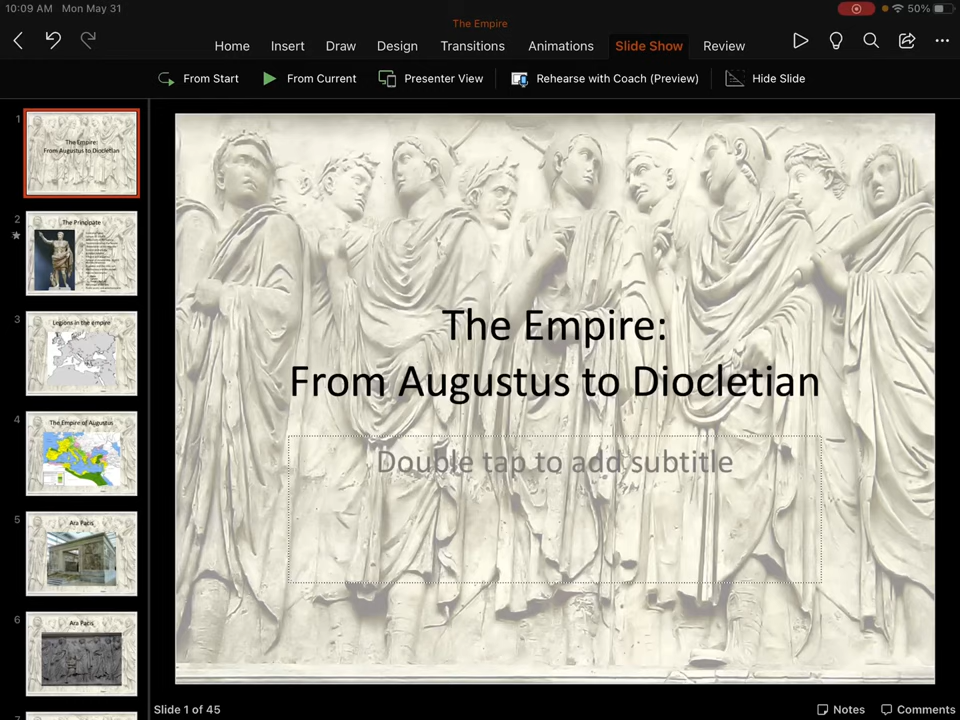 10:09 AM Mon May 31
50%
The Empire
Home Insert Draw Design Transitions Animations Slide Show Review
From Start From Current Presenter View Rehearse with Coach (Preview) Hide Slide
1
The Empire:
From Augustus to Diocletian
2
The Principate
3
Legions in the empire
4
The Empire of Augustus
5
Ara Pacis
6
Ara Pacis
7
The Empire:
From Augustus to Diocletian
Double tap to add subtitle
Slide 1 of 45
Notes Comments